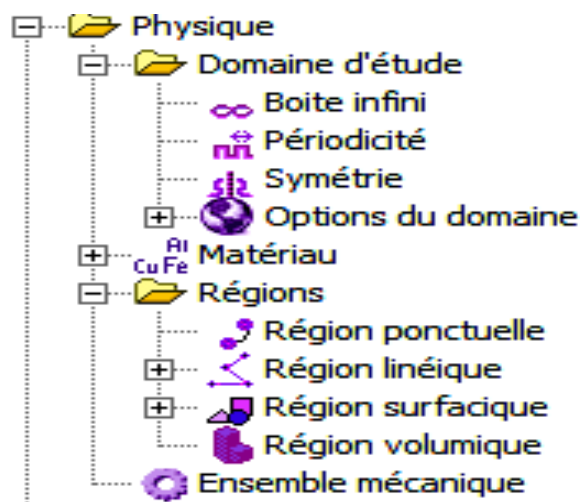 Physique
Domaine d'étude
Boite infini
Périodicité
Symétrie
Options du domaine
Al Cu Fe Matériau
Régions
Région ponctuelle
Région linéique
Région surfacique
Région volumique
Ensemble mécanique